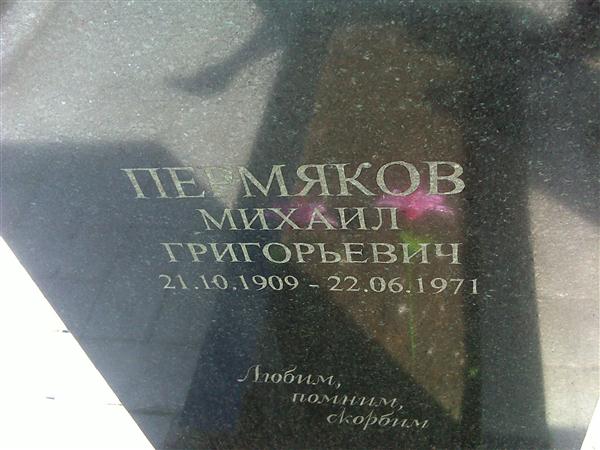 ПЕРМЯКОВ
МИХАИЛ
ГРИГОРЬЕВИЧ
21.10.1909 - 22.06.1971
Любим,
помним,
скорбим